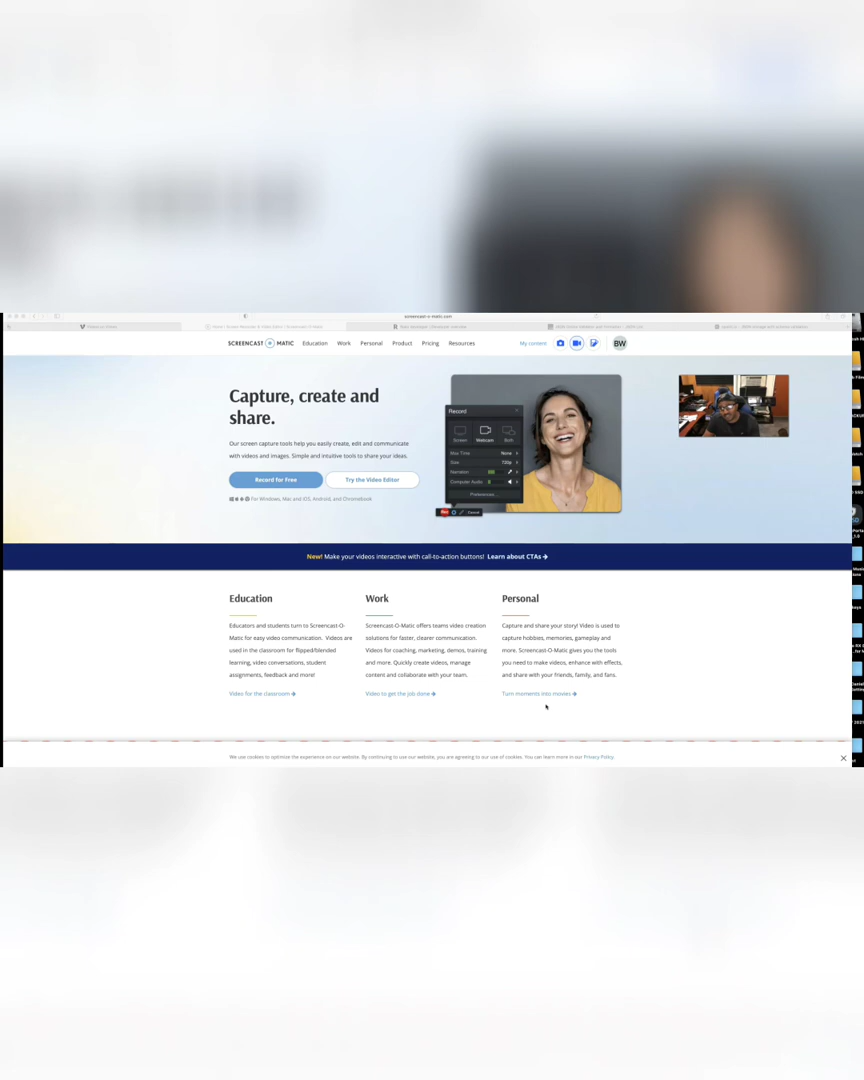 screencast-o-matic.com
SCREENCAST MATIC Education Work Personal Product Pricing Resources My content BW
Capture, create and
share.
Our screen capture tools help you easily create, edit and communicate
with videos and images. Simple and intuitive tools to share your ideas.
Record for Free Try the Video Editor
For Windows, Mac and iOS, Android, and Chromebook
Record
Screen Webcam Both
Max Time None
Size 720p
Narration
Computer Audio
Preferences...
Rec Cancel
New! Make your videos interactive with call-to-action buttons! Learn about CTAs
Education
Educators and students turn to Screencast-O-
Matic for easy video communication. Videos are
used in the classroom for flipped/blended
learning, video conversations, student
assignments, feedback and more!
Video for the classroom
Work
Screencast-O-Matic offers teams video creation
solutions for faster, clearer communication.
Videos for coaching, marketing, demos, training
and more. Quickly create videos, manage
content and collaborate with your team.
Video to get the job done
Personal
Capture and share your story! Video is used to
capture hobbies, memories, gameplay and
more. Screencast-O-Matic gives you the tools
you need to make videos, enhance with effects,
and share with your friends, family, and fans.
Turn moments into movies
We use cookies to optimize the experience on our website. By continuing to use our website, you are agreeing to our use of cookies. You can learn more in our Privacy Policy.